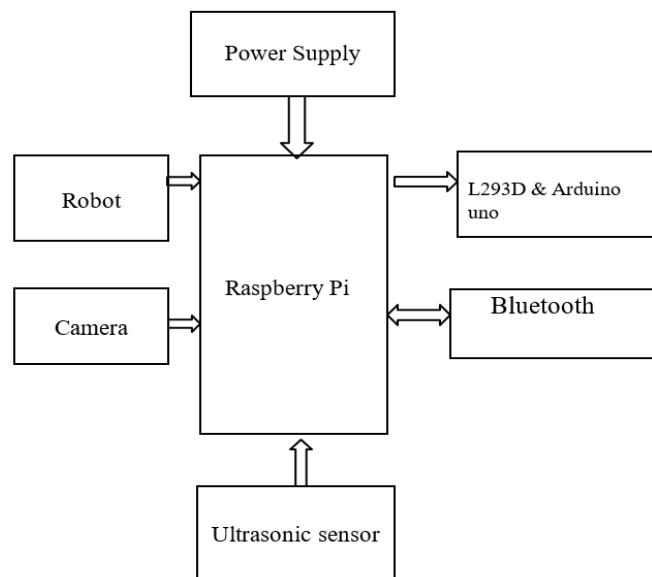 Power Supply
Robot
L293D & Arduino
uno
Raspberry Pi
Bluetooth
Camera
Ultrasonic sensor